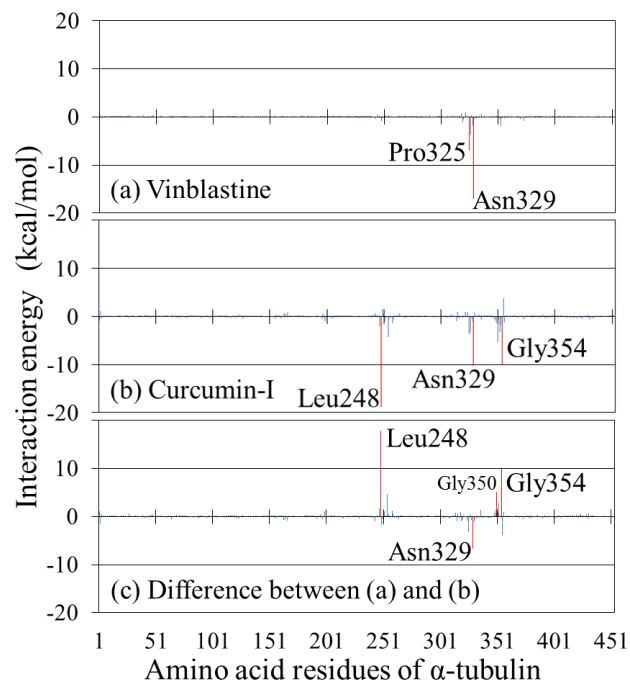 20
10
0
-10
-20
Pro325
Asn329
(a) Vinblastine
20
10
0
-10
-20
Gly354
Asn329
Leu248
(b) Curcumin-I
20
10
0
-10
-20
Leu248
Gly350
Gly354
Asn329
(c) Difference between (a) and (b)
1 51 101 151 201 251 301 351 401 451
Amino acid residues of α-tubulin
Interaction energy (kcal/mol)